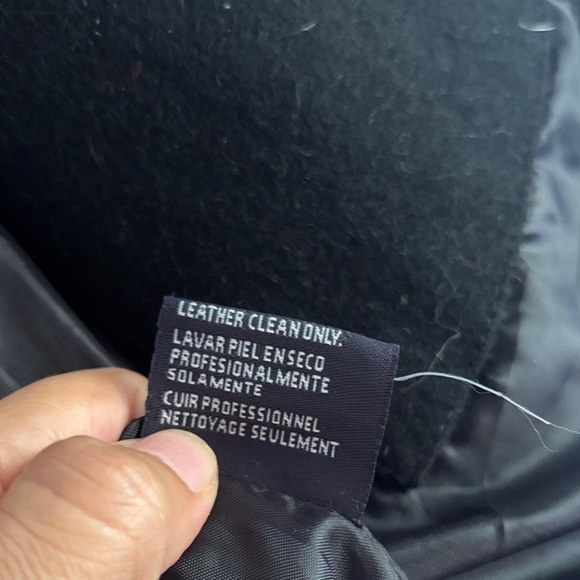 LEATHER CLEAN ONLY.
LAVAR PIEL EN SECO
PROFESIONALMENTE
SOLAMENTE
CUIR PROFESSIONNEL
NETTOYAGE SEULEMENT